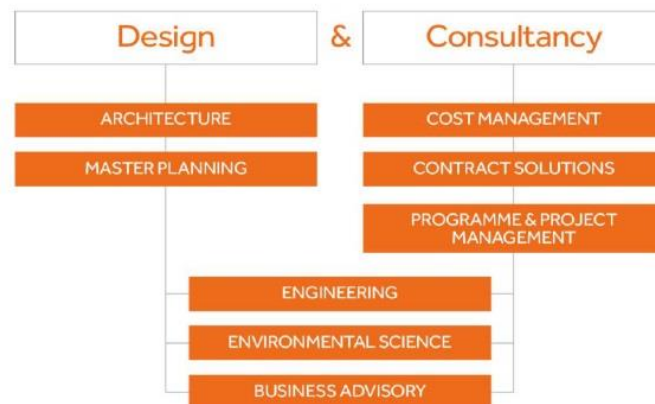 Design & Consultancy
ARCHITECTURE
MASTER PLANNING
COST MANAGEMENT
CONTRACT SOLUTIONS
PROGRAMME & PROJECT
MANAGEMENT
ENGINEERING
ENVIRONMENTAL SCIENCE
BUSINESS ADVISORY